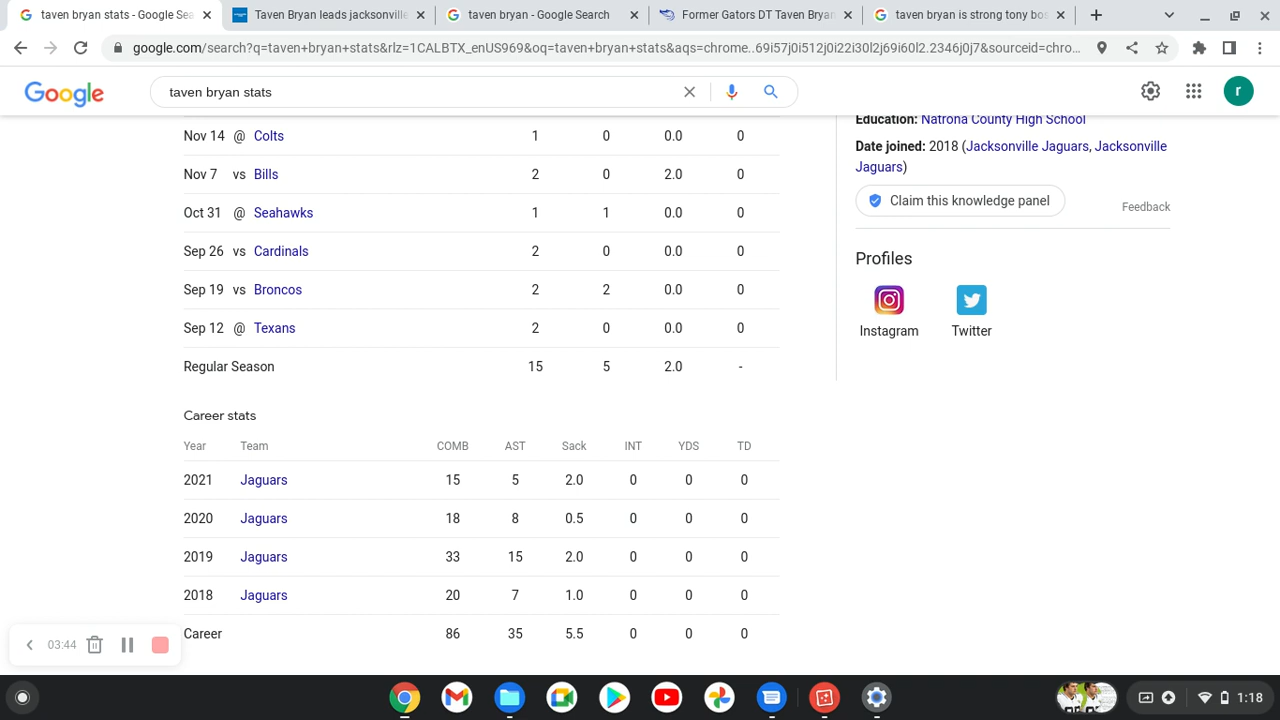 taven bryan stats - Google Sea
Taven Bryan leads jacksonville
taven bryan - Google Search
Former Gators DT Taven Bryan
taven bryan is strong tony bos
google.com/search?q=taven+bryan+stats&rlz=1CALBTX_enUS969&oq=taven+bryan+stats&aqs=chrome..69i57j0i512j0i22i30l2j69i60l2.2346j0j7&sourceid=chro...
Google
taven bryan stats
r
Nov 14 @ Colts 1 0 0.0 0
Nov 7 vs Bills 2 0 2.0 0
Oct 31 @ Seahawks 1 1 0.0 0
Sep 26 vs Cardinals 2 0 0.0 0
Sep 19 vs Broncos 2 2 0.0 0
Sep 12 @ Texans 2 0 0.0 0
Regular Season 15 5 2.0 -
Career stats
Year Team COMB AST Sack INT YDS TD
2021 Jaguars 15 5 2.0 0 0 0
2020 Jaguars 18 8 0.5 0 0 0
2019 Jaguars 33 15 2.0 0 0 0
2018 Jaguars 20 7 1.0 0 0 0
Career 86 35 5.5 0 0 0
Education: Natrona County High School
Date joined: 2018 (Jacksonville Jaguars, Jacksonville
Jaguars)
Claim this knowledge panel
Feedback
Profiles
Instagram
Twitter
03:44
1:18